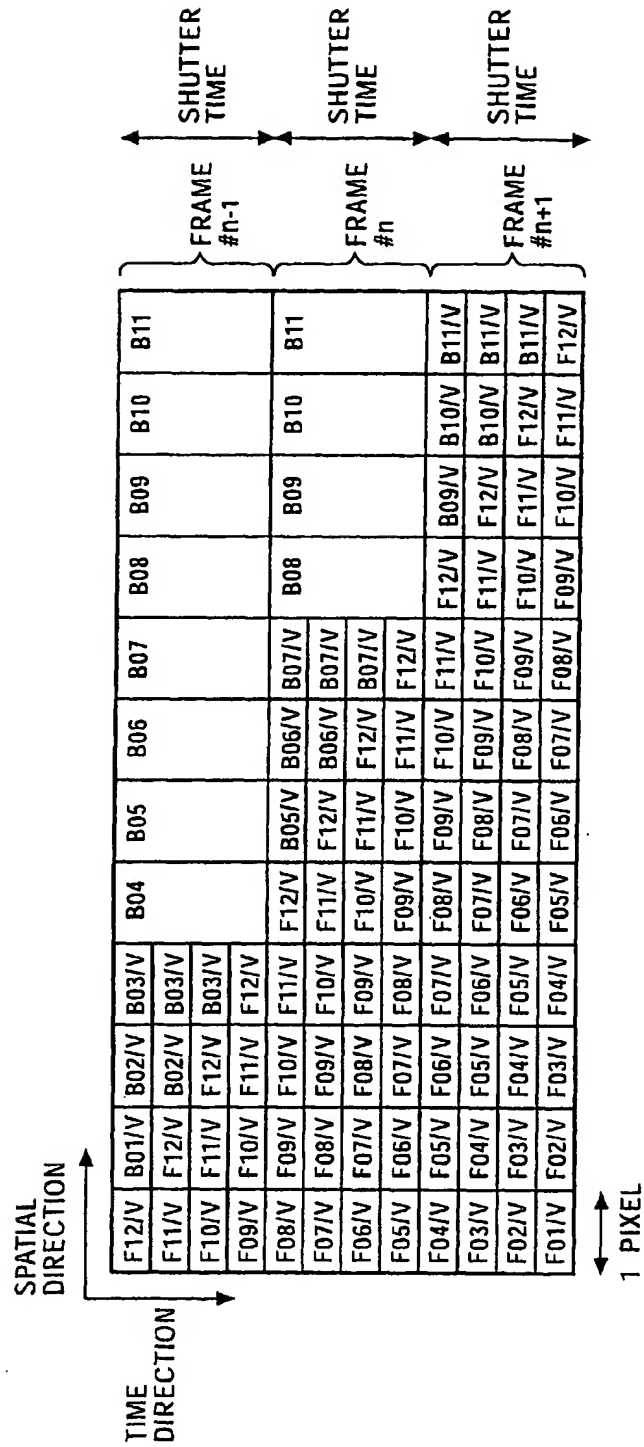 SPATIAL
DIRECTION
TIME
DIRECTION
F12/V B01/V B02/V B03/V B04 B05 B06 B07 B08 B09 B10 B11
F11/V F12/V B02/V B03/V
F10/V F11/V F12/V B03/V
F09/V F10/V F11/V F12/V
FRAME
#n-1
SHUTTER
TIME
F08/V F09/V F10/V F11/V F12/V B05/V B06/V B07/V B08 B09 B10 B11
F07/V F08/V F09/V F10/V F11/V F12/V B06/V B07/V
F06/V F07/V F08/V F09/V F10/V F11/V F12/V B07/V
F05/V F06/V F07/V F08/V F09/V F10/V F11/V F12/V
FRAME
#n
SHUTTER
TIME
F04/V F05/V F06/V F07/V F08/V F09/V F10/V F11/V F12/V B09/V B10/V B11/V
F03/V F04/V F05/V F06/V F07/V F08/V F09/V F10/V F11/V F12/V B10/V B11/V
F02/V F03/V F04/V F05/V F06/V F07/V F08/V F09/V F10/V F11/V F12/V B11/V
F01/V F02/V F03/V F04/V F05/V F06/V F07/V F08/V F09/V F10/V F11/V F12/V
FRAME
#n+1
SHUTTER
TIME
1 PIXEL